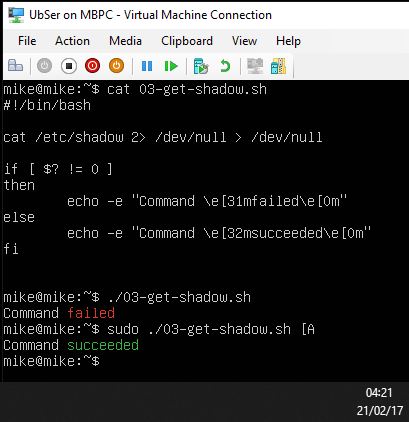 UbSer on MBPC - Virtual Machine Connection
File Action Media Clipboard View Help
mike@mike:~$ cat 03-get-shadow.sh
#!/bin/bash
cat /etc/shadow 2> /dev/null > /dev/null
if [ $? != 0 ]
then
echo -e "Command \e[31mfailed\e[0m"
else
echo -e "Command \e[32msucceeded\e[0m"
fi
mike@mike:~$ ./03-get-shadow.sh
Command failed
mike@mike:~$ sudo ./03-get-shadow.sh [A
Command succeeded
mike@mike:~$
04:21
21/02/17